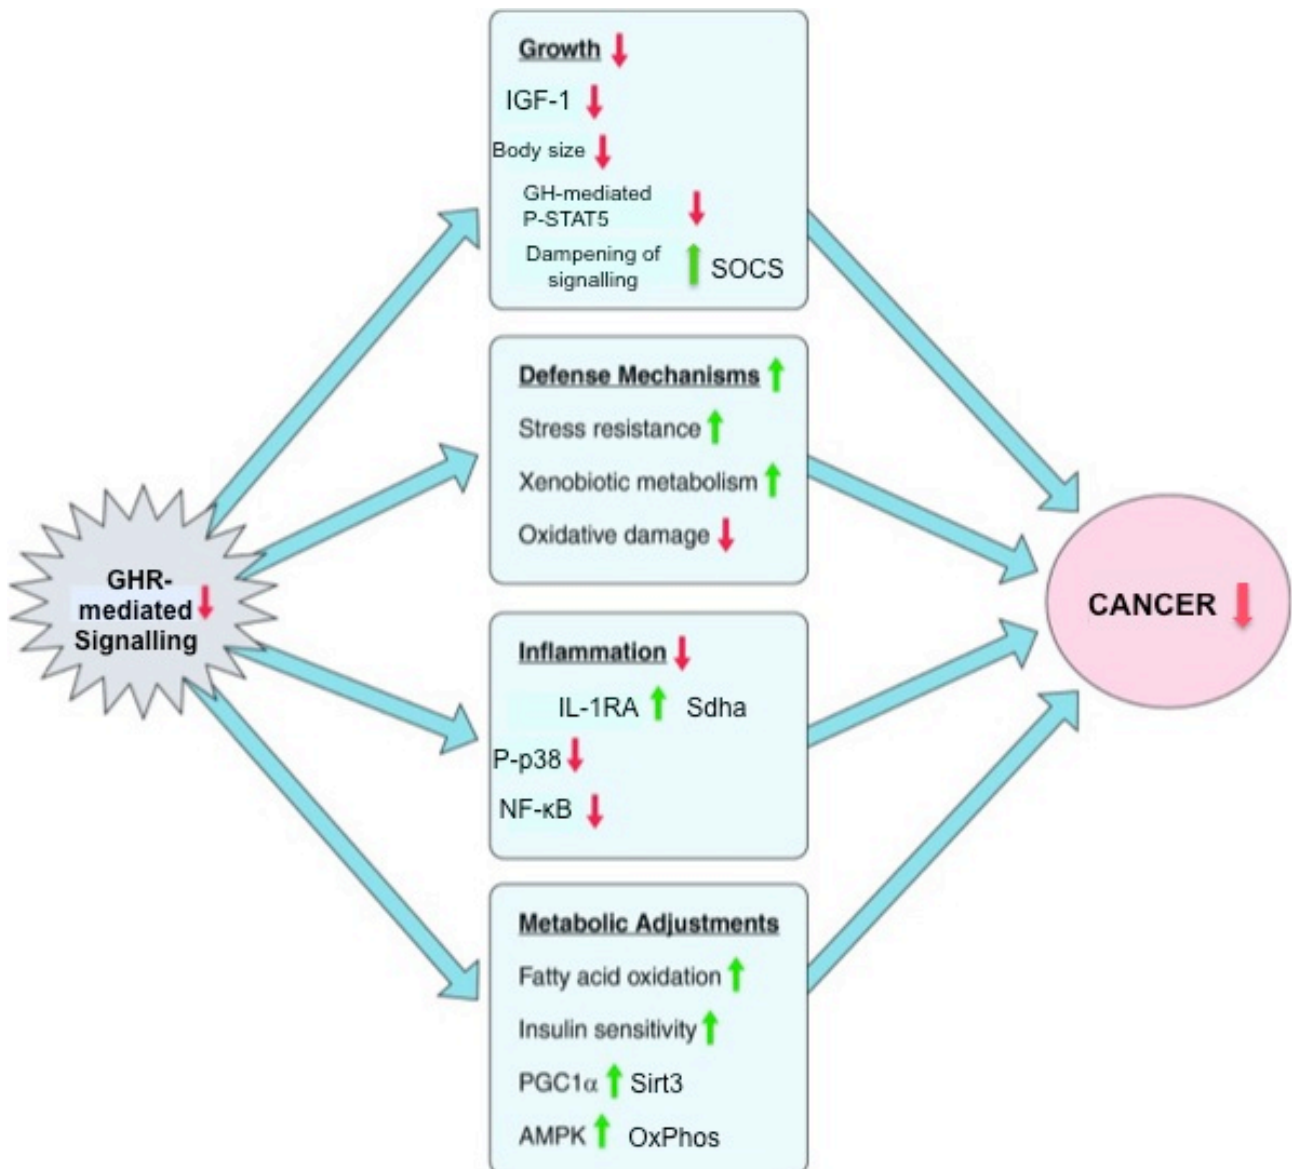 Growth
IGF-1
Body size
GH-mediated
P-STAT5
Dampening of
signalling
SOCS
Defense Mechanisms
Stress resistance
Xenobiotic metabolism
Oxidative damage
GHR-
mediated
Signalling
CANCER
Inflammation
IL-1RA Sdha
P-p38
NF-κB
Metabolic Adjustments
Fatty acid oxidation
Insulin sensitivity
PGC1α Sirt3
AMPK OxPhos